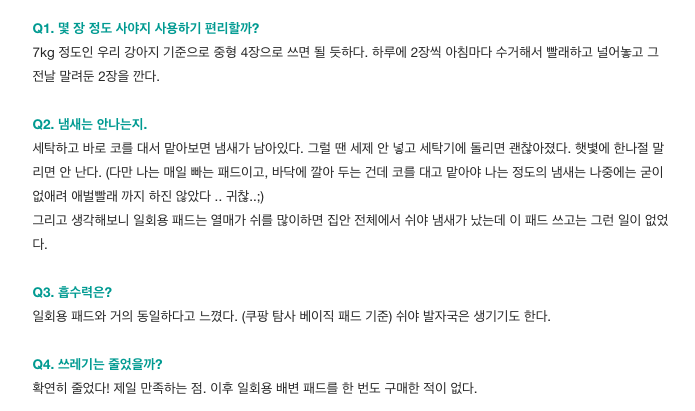 Q1. 몇 장 정도 사야지 사용하기 편리할까?
7kg 정도인 우리 강아지 기준으로 중형 4장으로 쓰면 될 듯하다. 하루에 2장씩 아침마다 수거해서 빨래하고 널어놓고 그
전날 말려둔 2장을 깐다.
Q2. 냄새는 안나는지.
세탁하고 바로 코를 대서 맡아보면 냄새가 남아있다. 그럴 땐 세제 안 넣고 세탁기에 돌리면 괜찮아졌다. 햇볕에 한나절 말
리면 안 난다. (다만 나는 매일 빠는 패드이고, 바닥에 깔아 두는 건데 코를 대고 맡아야 나는 정도의 냄새는 나중에는 굳이
없애려 애벌빨래 까지 하진 않았다 .. 귀찮..;)
그리고 생각해보니 일회용 패드는 열매가 쉬를 많이하면 집안 전체에서 쉬야 냄새가 났는데 이 패드 쓰고는 그런 일이 없었
다.
Q3. 흡수력은?
일회용 패드와 거의 동일하다고 느꼈다. (쿠팡 탐사 베이직 패드 기준) 쉬야 발자국은 생기기도 한다.
Q4. 쓰레기는 줄었을까?
확연히 줄었다! 제일 만족하는 점. 이후 일회용 배변 패드를 한 번도 구매한 적이 없다.